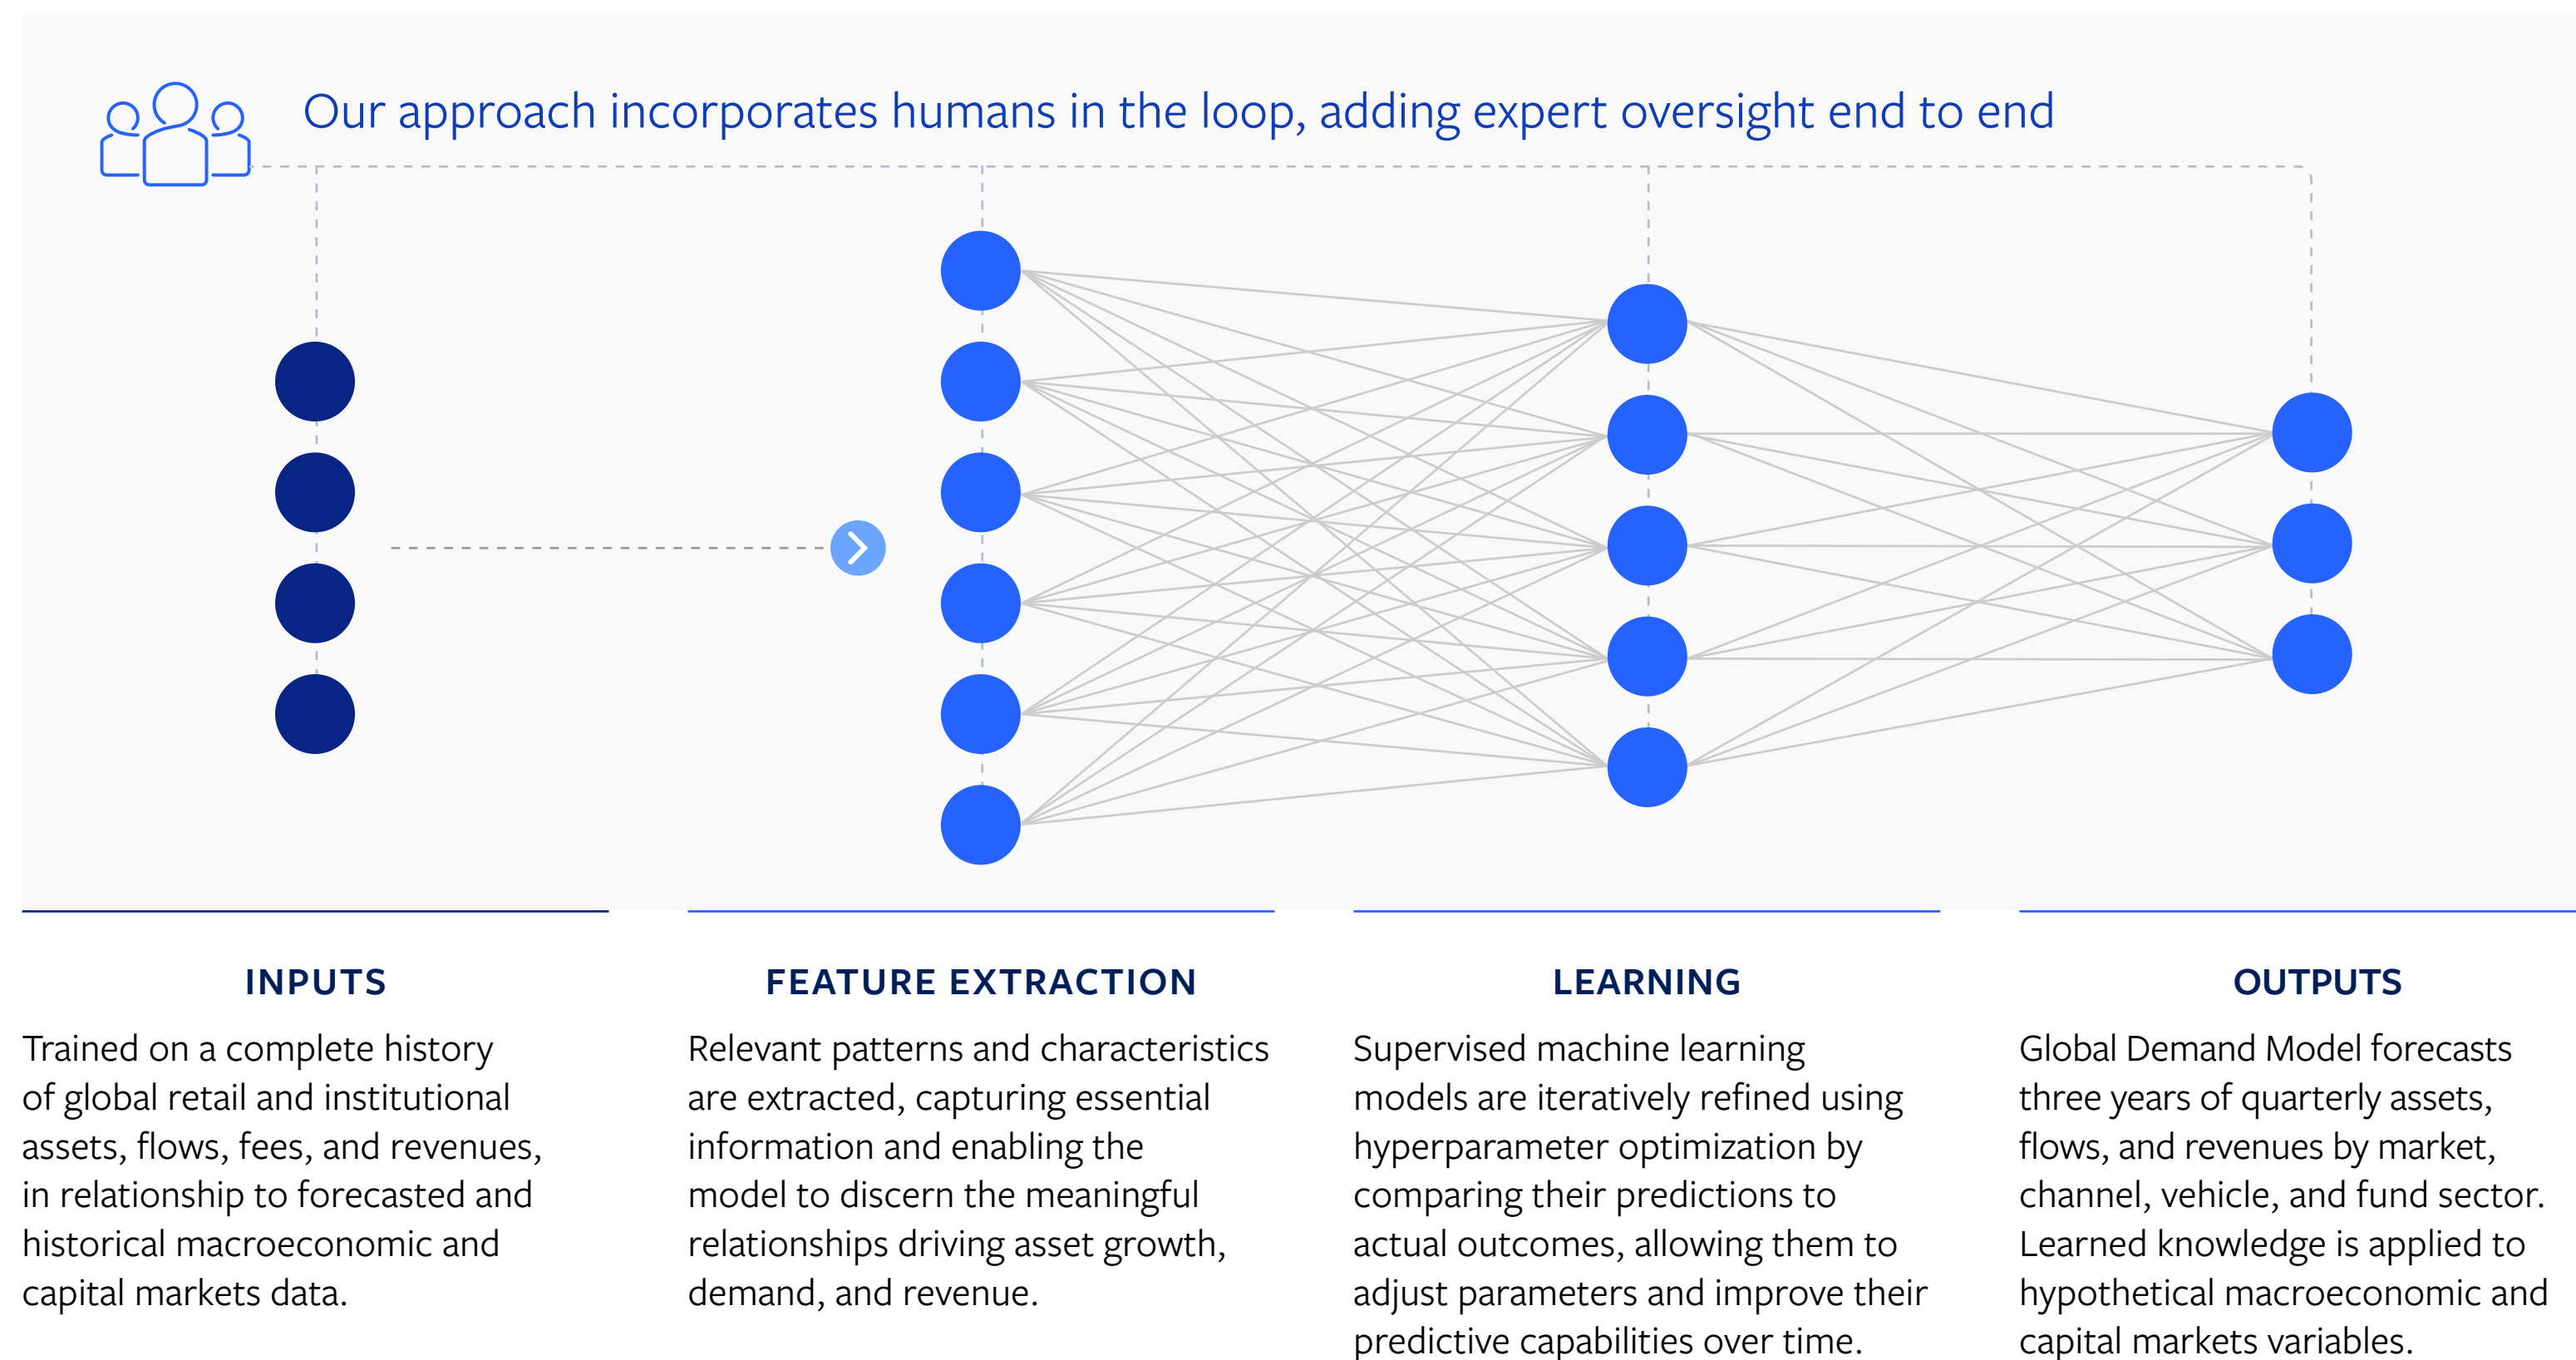 Our approach incorporates humans in the loop, adding expert oversight end to end
INPUTS
Trained on a complete history
of global retail and institutional
assets, flows, fees, and revenues,
in relationship to forecasted and
historical macroeconomic and
capital markets data.
FEATURE EXTRACTION
Relevant patterns and characteristics
are extracted, capturing essential
information and enabling the
model to discern the meaningful
relationships driving asset growth,
demand, and revenue.
LEARNING
Supervised machine learning
models are iteratively refined using
hyperparameter optimization by
comparing their predictions to
actual outcomes, allowing them to
adjust parameters and improve their
predictive capabilities over time.
OUTPUTS
Global Demand Model forecasts
three years of quarterly assets,
flows, and revenues by market,
channel, vehicle, and fund sector.
Learned knowledge is applied to
hypothetical macroeconomic and
capital markets variables.